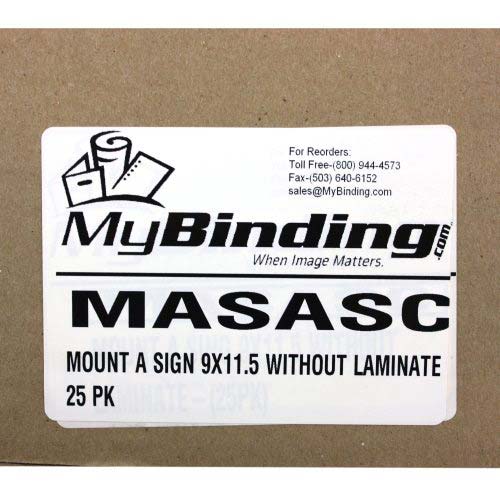 For Reorders:
Toll Free-(800) 944-4573
Fax-(503) 640-6152
sales@MyBinding.com
MyBinding.com
When Image Matters.
MASASC
MOUNT A SIGN 9X11.5 WITHOUT LAMINATE
25 PK